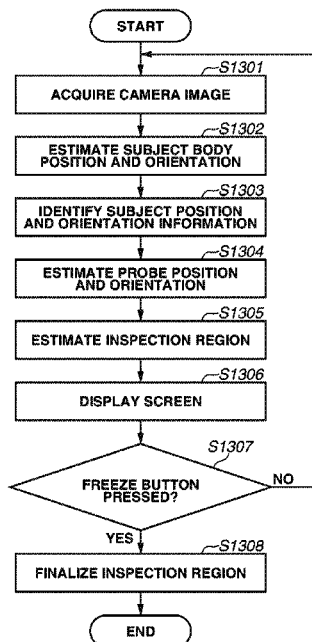 START
S1301
ACQUIRE CAMERA IMAGE
S1302
ESTIMATE SUBJECT BODY
POSITION AND ORIENTATION
S1303
IDENTIFY SUBJECT POSITION
AND ORIENTATION INFORMATION
S1304
ESTIMATE PROBE POSITION
AND ORIENTATION
S1305
ESTIMATE INSPECTION REGION
S1306
DISPLAY SCREEN
S1307
FREEZE BUTTON
PRESSED?
NO
YES
S1308
FINALIZE INSPECTION REGION
END